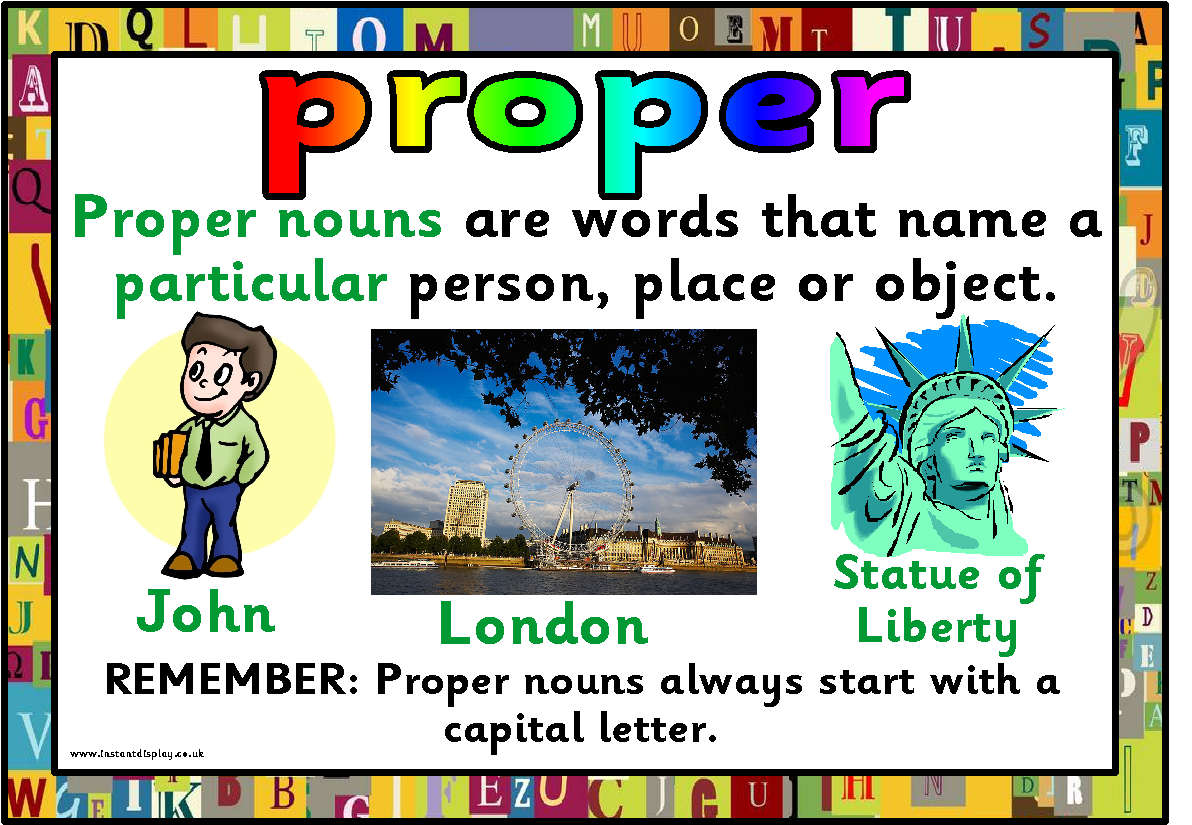 proper
Proper nouns are words that name a
particular person, place or object.
John
London
Statue of
Liberty
REMEMBER: Proper nouns always start with a
capital letter.
www.instantdisplay.co.uk